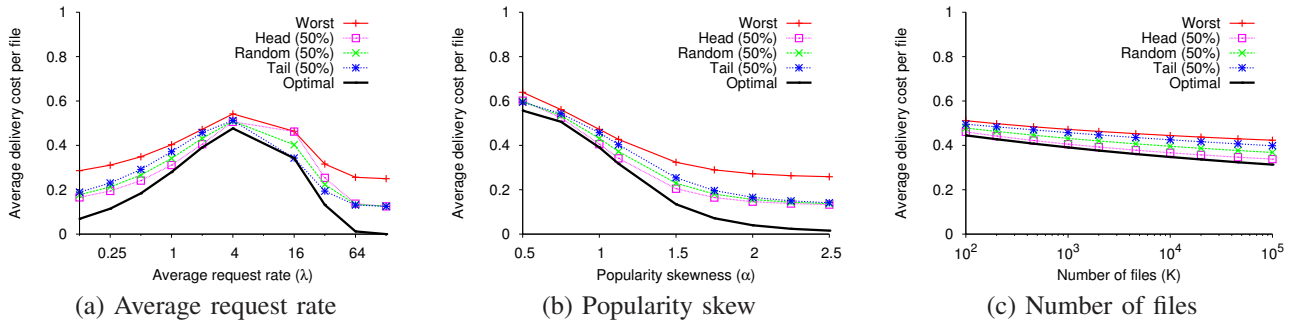 Average delivery cost per file
1
0.8
0.6
0.4
0.2
0
Worst
Head (50%)
Random (50%)
Tail (50%)
Optimal
0.25 1 4 16 64
Average request rate (λ)
(a) Average request rate
Average delivery cost per file
1
0.8
0.6
0.4
0.2
0
Worst
Head (50%)
Random (50%)
Tail (50%)
Optimal
0.5 1 1.5 2 2.5
Popularity skewness (α)
(b) Popularity skew
Average delivery cost per file
1
0.8
0.6
0.4
0.2
0
Worst
Head (50%)
Random (50%)
Tail (50%)
Optimal
10² 10³ 10⁴ 10⁵
Number of files (K)
(c) Number of files